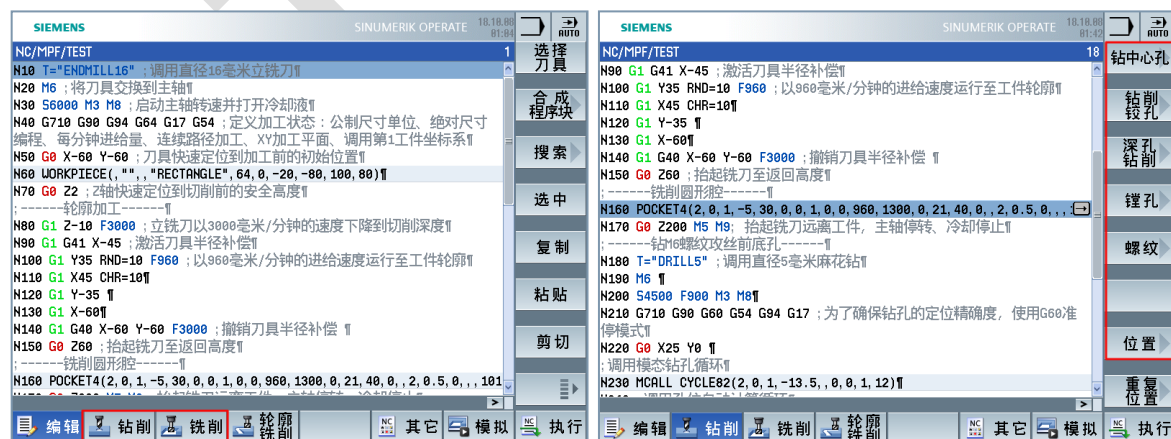 SIEMENS
SINUMERIK OPERATE
18.18.08
01:04
AUTO
NC/MPF/TEST
1
N10 T="ENDMILL16" ;调用直径16毫米立铣刀¶
N20 M6 ;将刀具交换到主轴¶
N30 S6000 M3 M8 ;启动主轴转速并打开冷却液¶
N40 G710 G90 G94 G64 G17 G54 ;定义加工状态：公制尺寸单位、绝对尺寸
编程、每分钟进给量、连续路径加工、XY加工平面、调用第1工件坐标系¶
N50 G0 X-60 Y-60 ;刀具快速定位到加工前的初始位置¶
N60 WORKPIECE(,"",,"RECTANGLE",64,0,-20,-80,100,80)¶
N70 G0 Z2 ;Z轴快速定位到切削前的安全高度¶
;------轮廓加工------¶
N80 G1 Z-10 F3000 ;立铣刀以3000毫米/分钟的速度下降到切削深度¶
N90 G1 G41 X-45 ;激活刀具半径补偿¶
N100 G1 Y35 RND=10 F960 ;以960毫米/分钟的进给速度运行至工件轮廓¶
N110 G1 X45 CHR=10¶
N120 G1 Y-35 ¶
N130 G1 X-60¶
N140 G1 G40 X-60 Y-60 F3000 ;撤销刀具半径补偿 ¶
N150 G0 Z60 ;抬起铣刀至返回高度¶
;------铣削圆形腔------¶
N160 POCKET4(2,0,1,-5,30,0,0,1,0,0,960,1300,0,21,40,0,,2,0.5,0,,,101
选择
刀具
合成
程序块
搜索
选中
复制
粘贴
剪切
编辑
钻削
铣削
轮廓
铣削
NC
其它
模拟
NC
执行
SIEMENS
SINUMERIK OPERATE
18.18.08
01:42
AUTO
NC/MPF/TEST
18
N90 G1 G41 X-45 ;激活刀具半径补偿¶
N100 G1 Y35 RND=10 F960 ;以960毫米/分钟的进给速度运行至工件轮廓¶
N110 G1 X45 CHR=10¶
N120 G1 Y-35 ¶
N130 G1 X-60¶
N140 G1 G40 X-60 Y-60 F3000 ;撤销刀具半径补偿 ¶
N150 G0 Z60 ;抬起铣刀至返回高度¶
;------铣削圆形腔------¶
N160 POCKET4(2,0,1,-5,30,0,0,1,0,0,960,1300,0,21,40,0,,2,0.5,0,,,
N170 G0 Z200 M5 M9; 抬起铣刀远离工件，主轴停转、冷却停止¶
;------钻M6螺纹攻丝前底孔------¶
N180 T="DRILL5" ;调用直径5毫米麻花钻¶
N190 M6 ¶
N200 S4500 F900 M3 M8¶
N210 G710 G90 G60 G54 G94 G17 ;为了确保钻孔的定位精确度，使用G60准
停模式¶
N220 G0 X25 Y0 ¶
;调用模态钻孔循环¶
N230 MCALL CYCLE82(2,0,1,-13.5,,0,0,1,12)¶
钻中心孔
钻削
铰孔
深孔
钻削
镗孔
螺纹
位置
重复
位置
编辑
钻削
铣削
轮廓
铣削
NC
其它
模拟
NC
执行